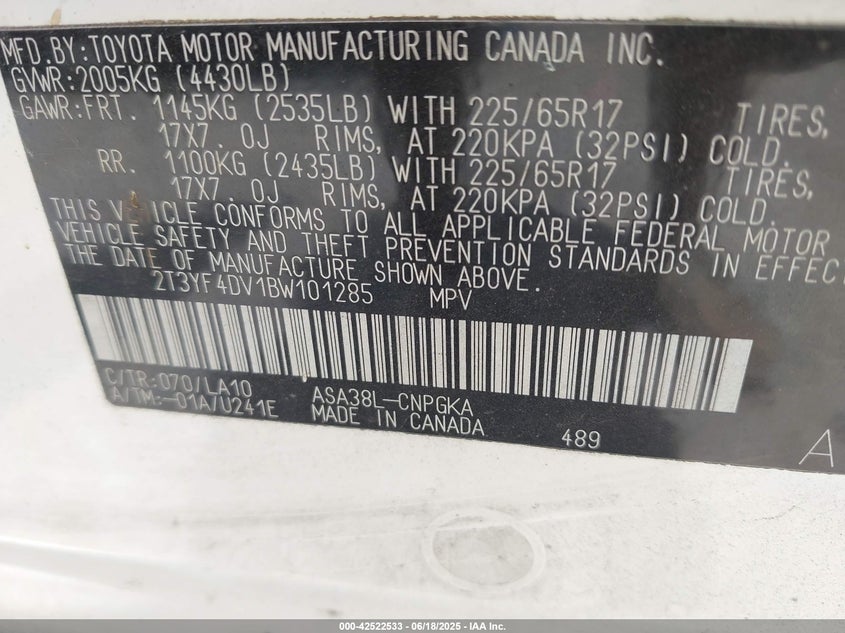 MFD.BY:TOYOTA MOTOR MANUFACTURING CANADA INC.
GVWR:2005KG (4430LB)
GAWR:FRT. 1145KG (2535LB) WITH 225/65R17 TIRES,
17X7. 0J RIMS, AT 220KPA (32PSI) COLD.
RR. 1100KG (2435LB) WITH 225/65R17 TIRES,
17X7. 0J RIMS, AT 220KPA (32PSI) COLD.
THIS VEHICLE CONFORMS TO ALL APPLICABLE FEDERAL MOTOR
VEHICLE SAFETY AND THEFT PREVENTION STANDARDS IN EFFECT
THE DATE OF MANUFACTURE SHOWN ABOVE.
2T3YF4DV1BW101285 MPV
C/TR:070/LA10 ASA38L-CNPGKA
A/TM:-01A/U241E MADE IN CANADA 489 A
000-42522533 - 06/18/2025 - IAA Inc.